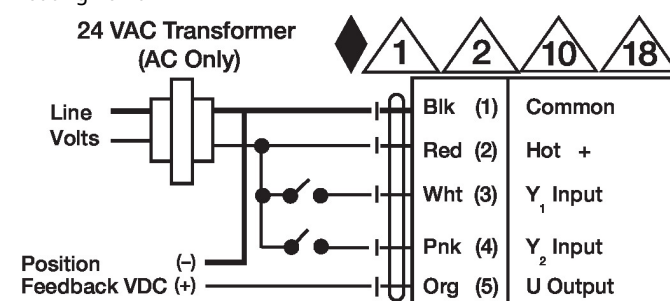 24 VAC Transformer
(AC Only)
1 2 10 18
Line
Volts
Blk (1) Common
Red (2) Hot +
Wht (3) Y1 Input
Pnk (4) Y2 Input
Org (5) U Output
Position (–)
Feedback VDC (+)